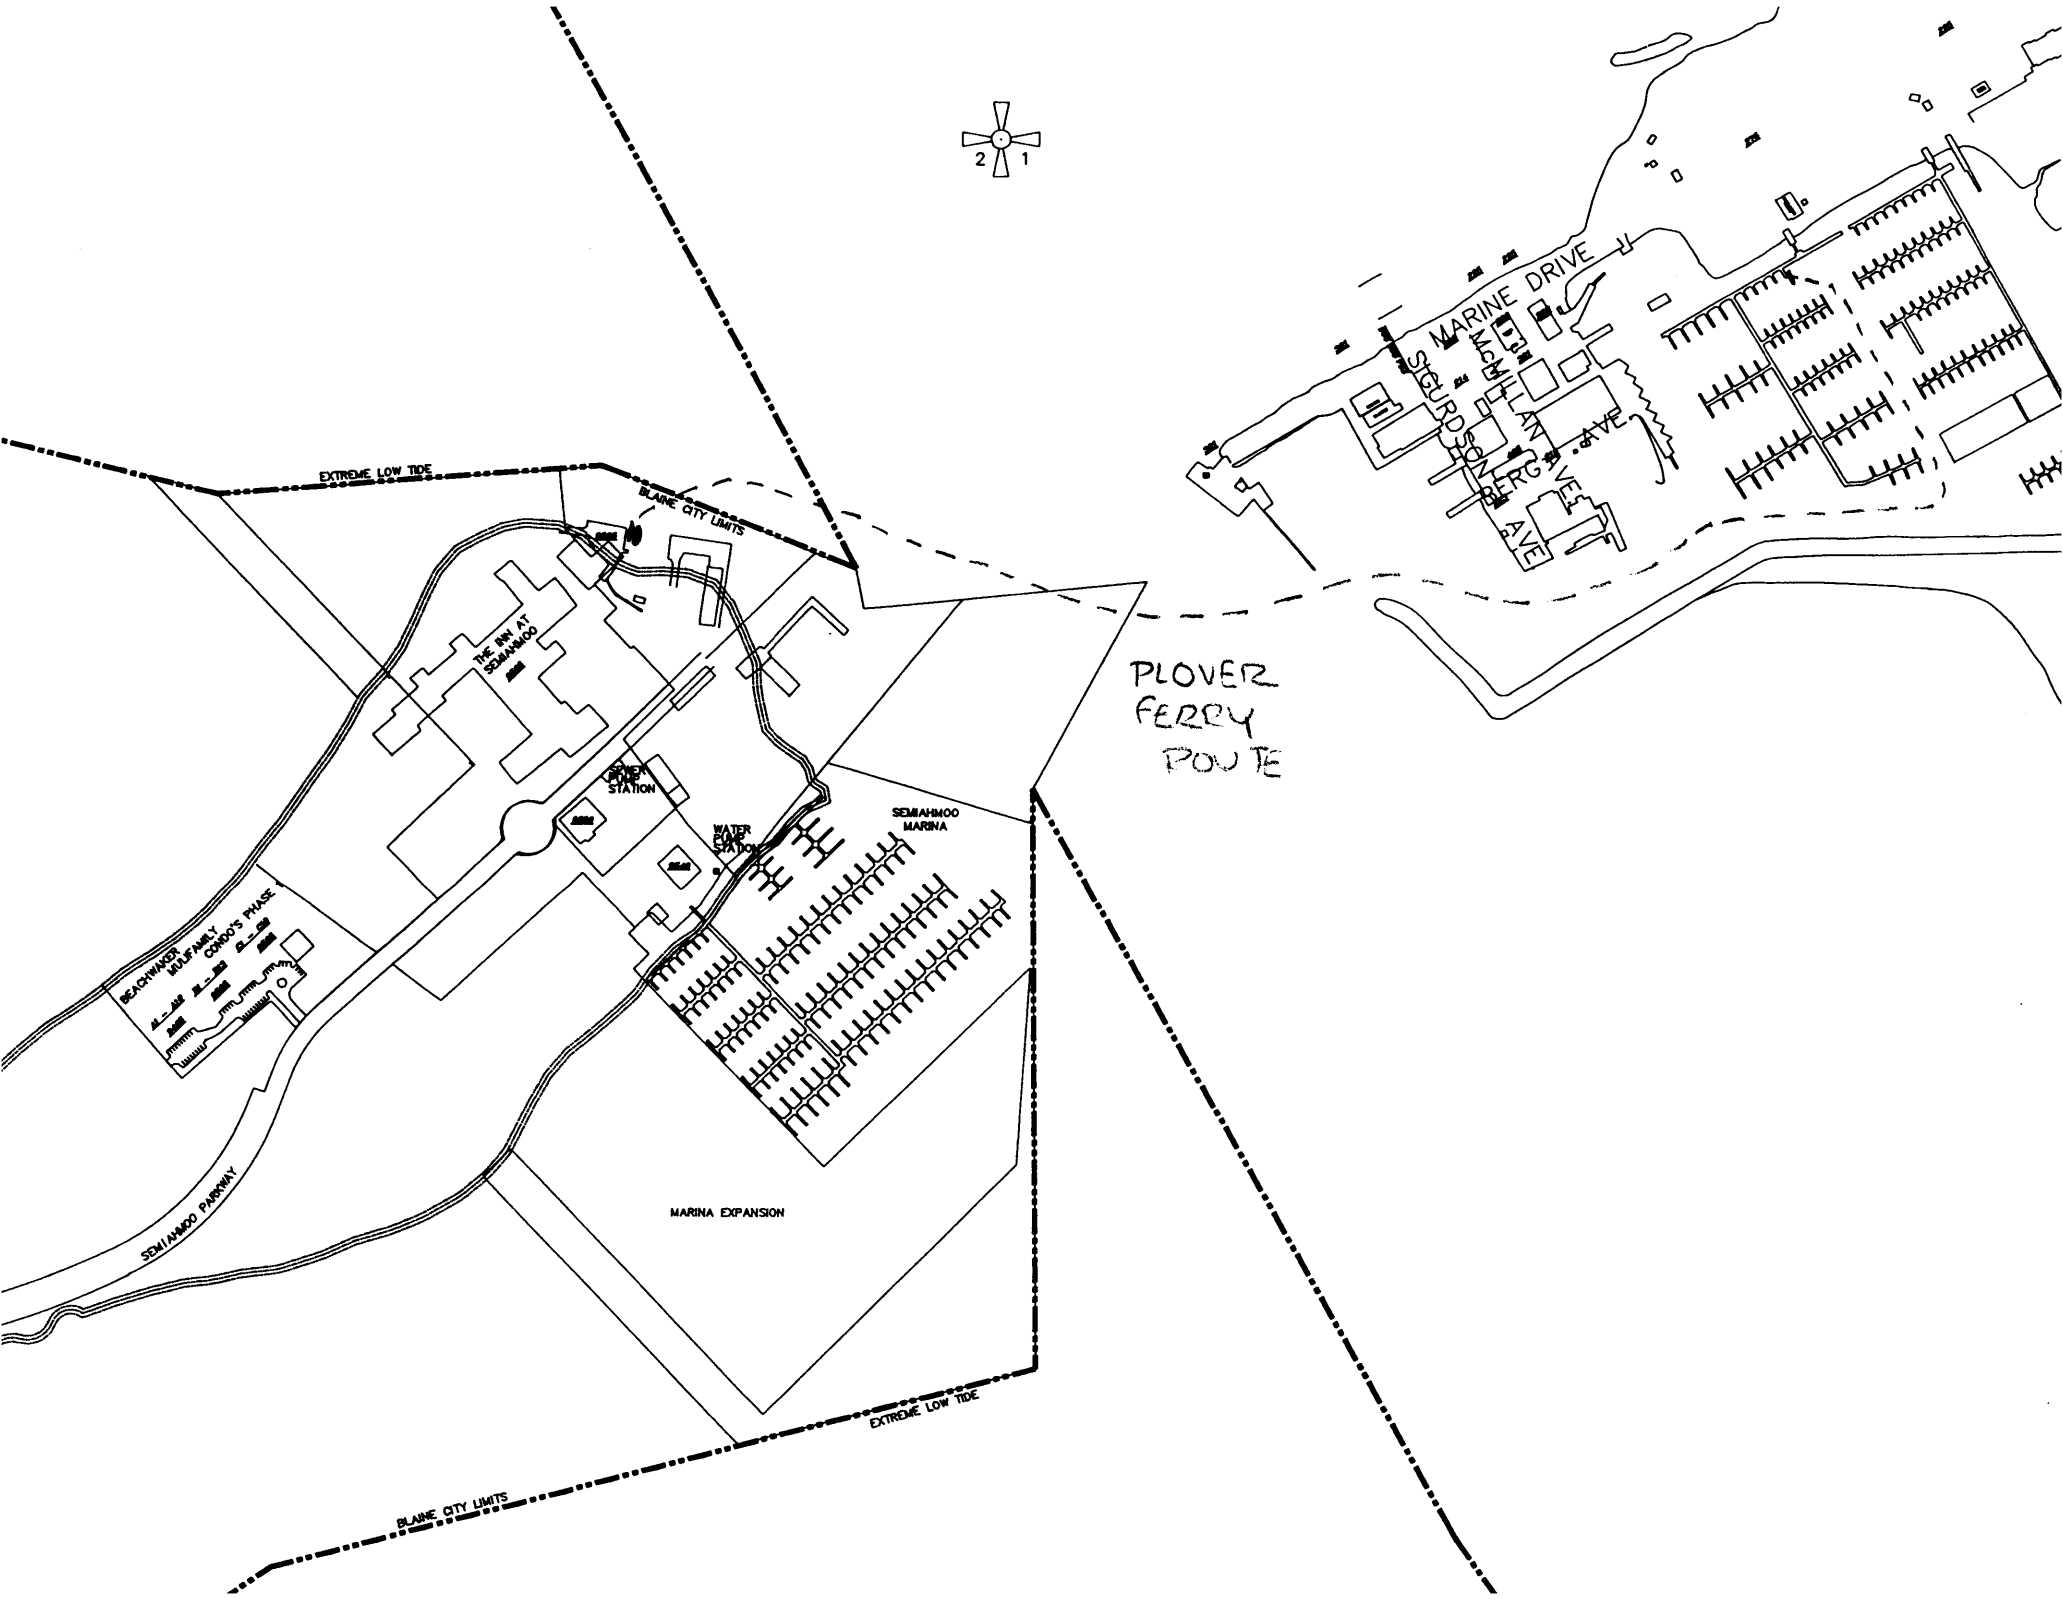 2 1
MARINE DRIVE
McMILLAN AVE
SIGURDSON AVE
BERG AVE
EXTREME LOW TIDE
BLAINE CITY LIMITS
THE INN AT
SEMIAHMOO
PLOVER
FERRY
ROUTE
SEWER
PUMP
STATION
WATER
PUMP
STATION
SEMIAHMOO
MARINA
BEACHWAKER
MULIFAMILY
CONDO'S PHASE
SEMIAHMOO PARKWAY
MARINA EXPANSION
EXTREME LOW TIDE
BLAINE CITY LIMITS